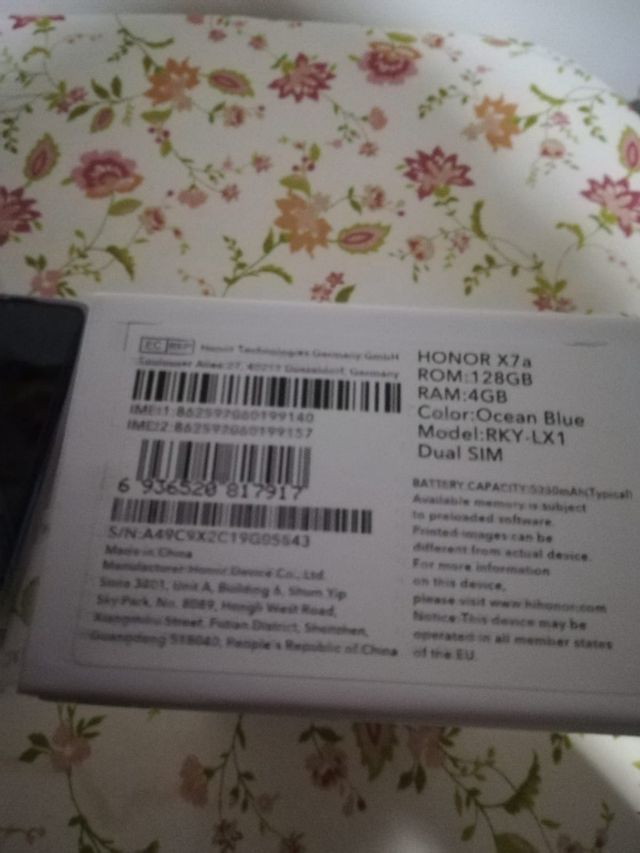 EC REP Honor Technologies Germany GmbH
40219 Düsseldorf, Germany
IMEI1:862597060199140
IMEI2:862597060199157
6 936520 817917
S/N:A49C9X2C19G05843
Made in China
Manufacturer:Honor Device Co., Ltd.
Suite 3401, Unit A, Building 6, Shum Yip
Sky Park, No. 8089, Hongli West Road,
Xiangmihu Street, Futian District, Shenzhen,
Guangdong 518040, People's Republic of China
HONOR X7a
ROM:128GB
RAM:4GB
Color:Ocean Blue
Model:RKY-LX1
Dual SIM
BATTERY CAPACITY: (Typical)
Available memory is subject
to preloaded software.
Printed images can be
different from actual device.
For more information
on this device,
please visit www.hihonor.com
Notice:This device may be
operated in all member states
of the EU.